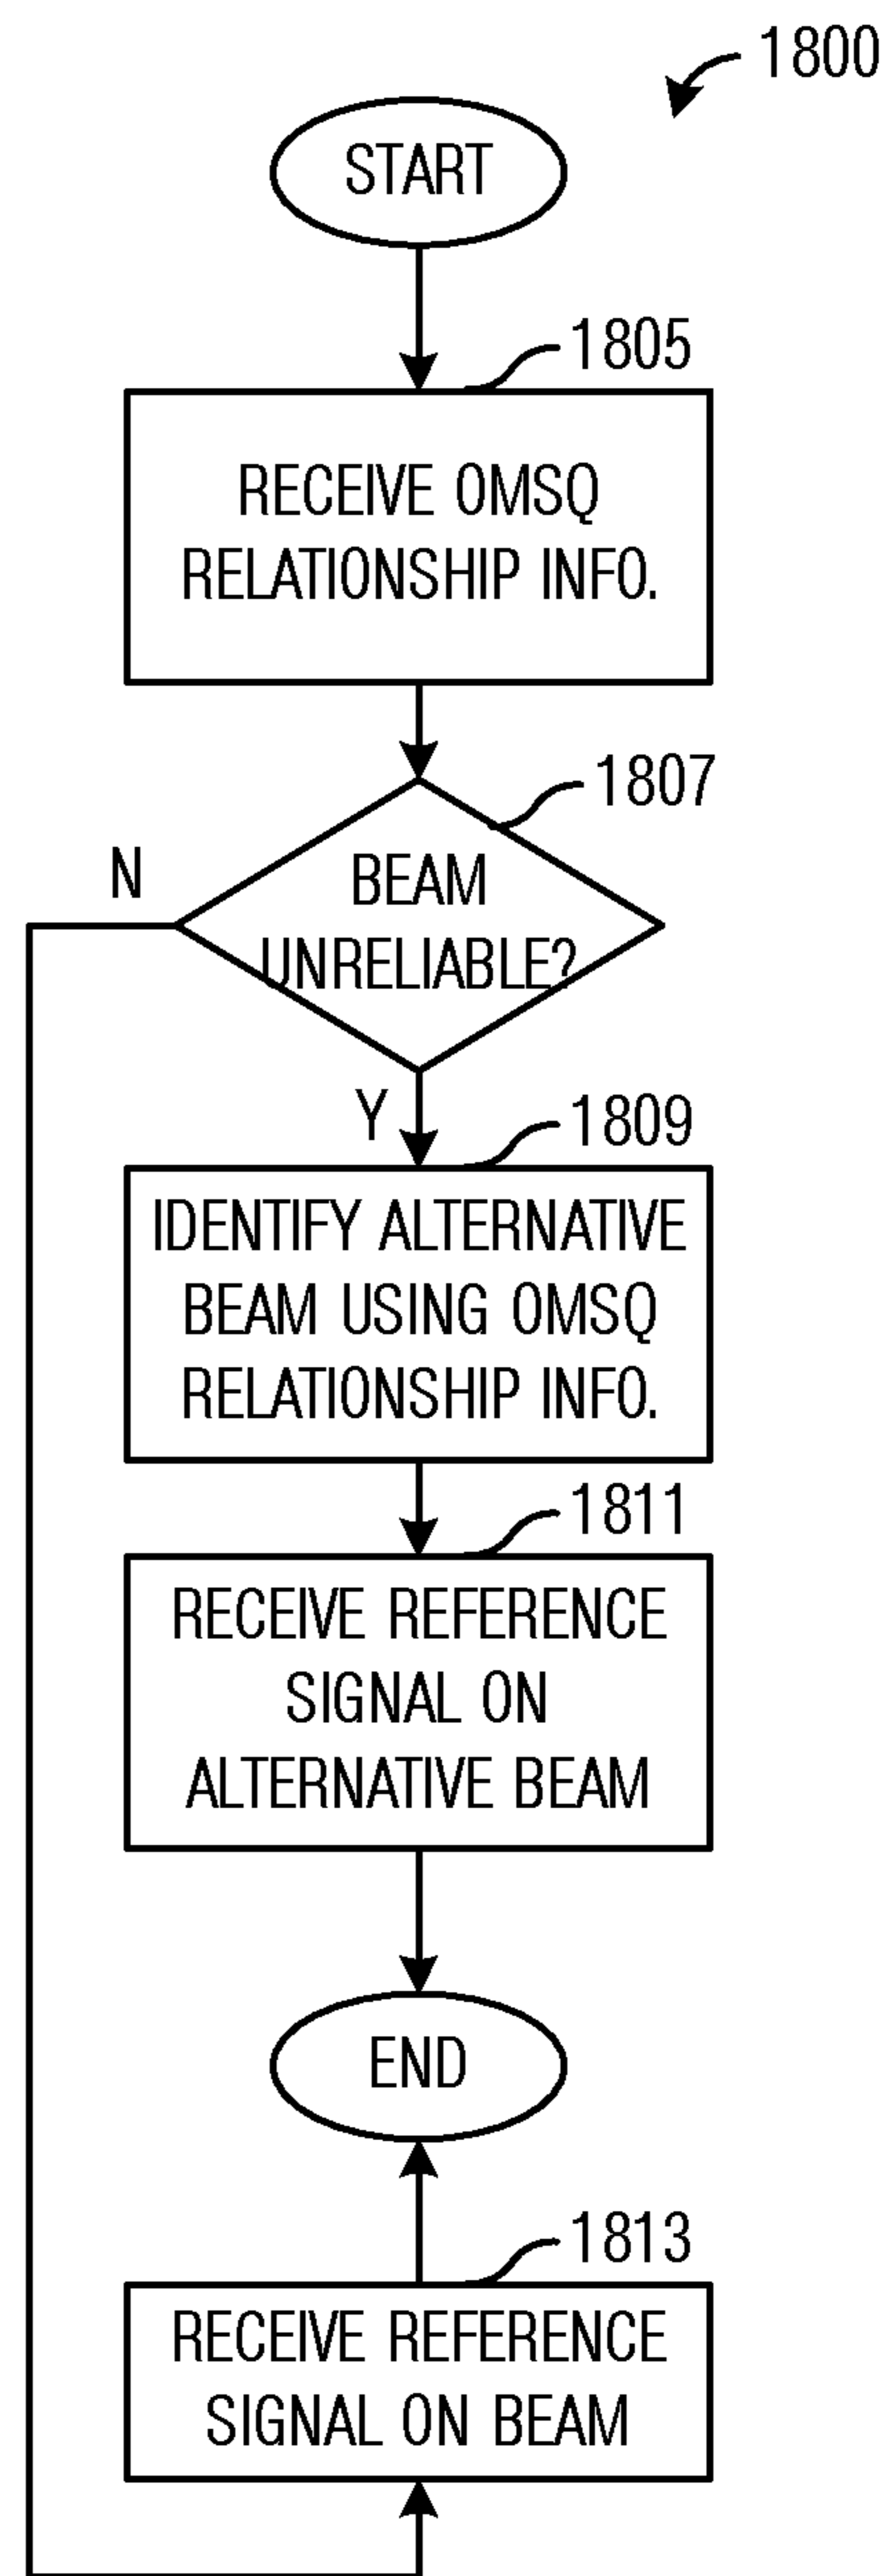 1800
START
1805
RECEIVE OMSQ
RELATIONSHIP INFO.
1807
N
BEAM
UNRELIABLE?
Y
1809
IDENTIFY ALTERNATIVE
BEAM USING OMSQ
RELATIONSHIP INFO.
1811
RECEIVE REFERENCE
SIGNAL ON
ALTERNATIVE BEAM
END
1813
RECEIVE REFERENCE
SIGNAL ON BEAM